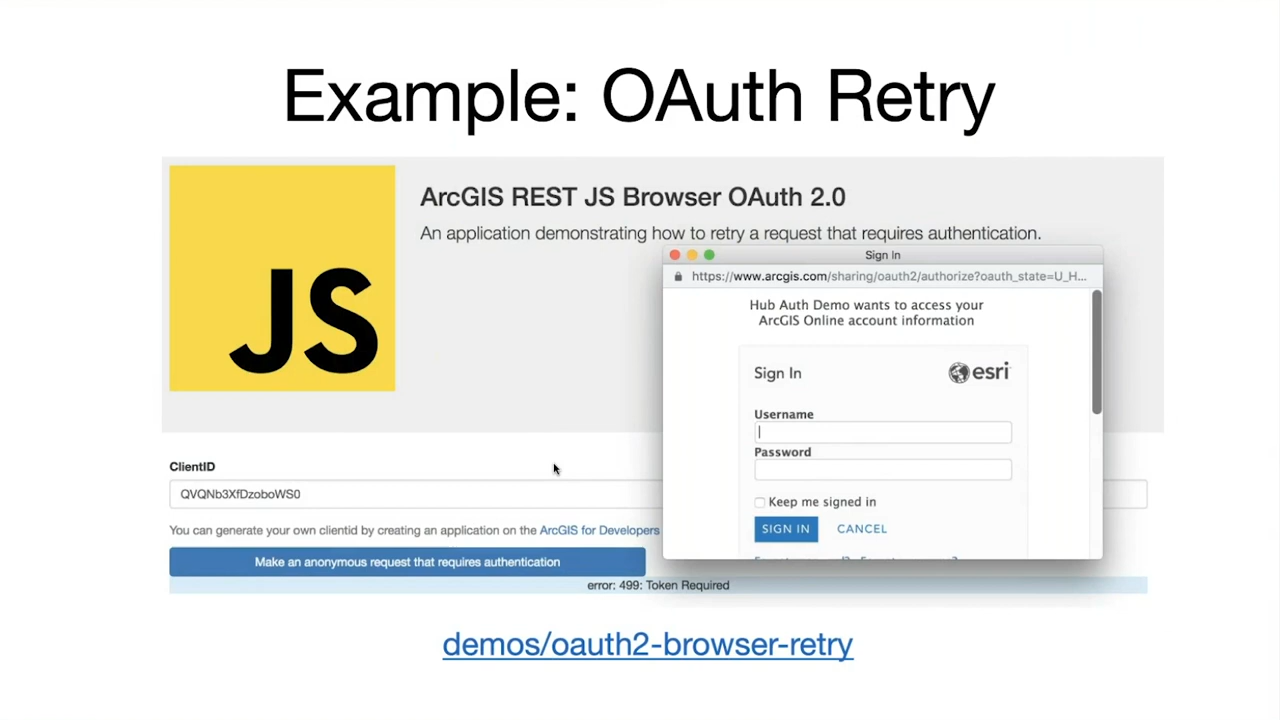 Example: OAuth Retry
JS
ArcGIS REST JS Browser OAuth 2.0
An application demonstrating how to retry a request that requires authentication.
Sign In
https://www.arcgis.com/sharing/oauth2/authorize?oauth_state=U_H...
Hub Auth Demo wants to access your
ArcGIS Online account information
Sign In
esri
Username
Password
Keep me signed in
SIGN IN CANCEL
ClientID
QVQNb3XfDzoboWS0
You can generate your own clientid by creating an application on the ArcGIS for Developers
Make an anonymous request that requires authentication
error: 499: Token Required
demos/oauth2-browser-retry